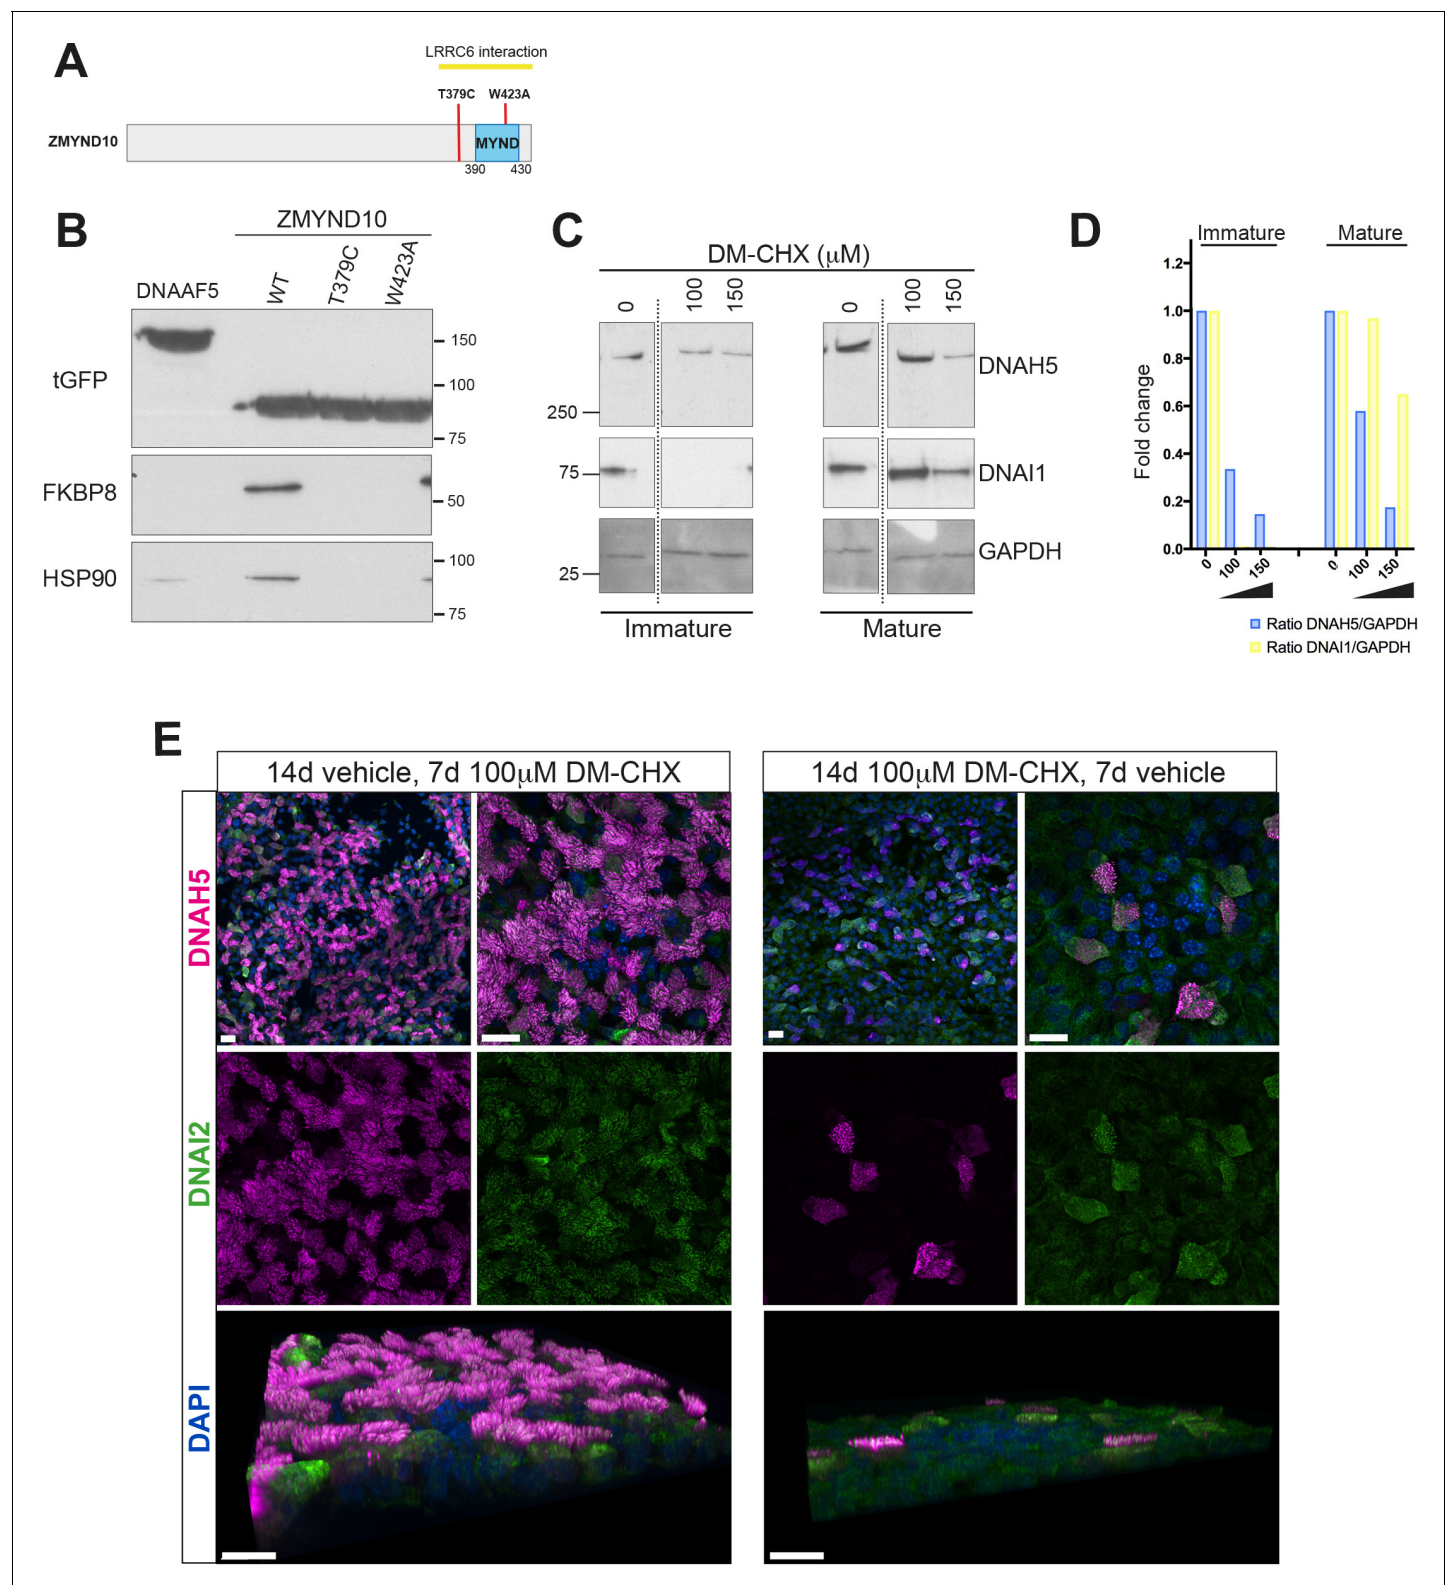 A
LRRC6 interaction
T379C W423A
ZMYND10
MYND
390 430
B
ZMYND10
DNAAF5 WT T379C W423A
tGFP
150
100
75
FKBP8
50
HSP90
100
75
C
DM-CHX (μM)
0 100 150 0 100 150
DNAH5
250
75
DNAI1
GAPDH
25
Immature Mature
D
Immature Mature
Fold change
1.2
1.0
0.8
0.6
0.4
0.2
0.0
0 100 150 0 100 150
Ratio DNAH5/GAPDH
Ratio DNAI1/GAPDH
E
14d vehicle, 7d 100μM DM-CHX
14d 100μM DM-CHX, 7d vehicle
DNAH5
DNAI2
DAPI